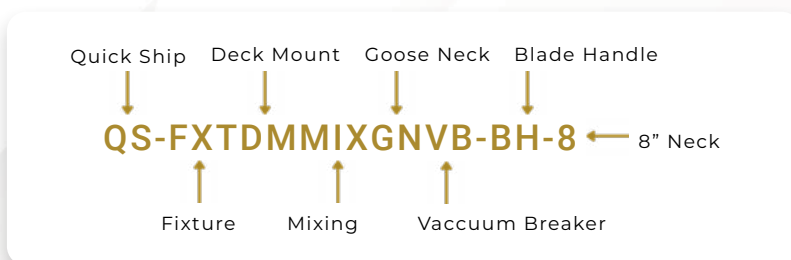 Quick Ship Deck Mount Goose Neck Blade Handle
QS-FXTDMMIXGNVB-BH-8 8” Neck
Fixture Mixing Vaccuum Breaker